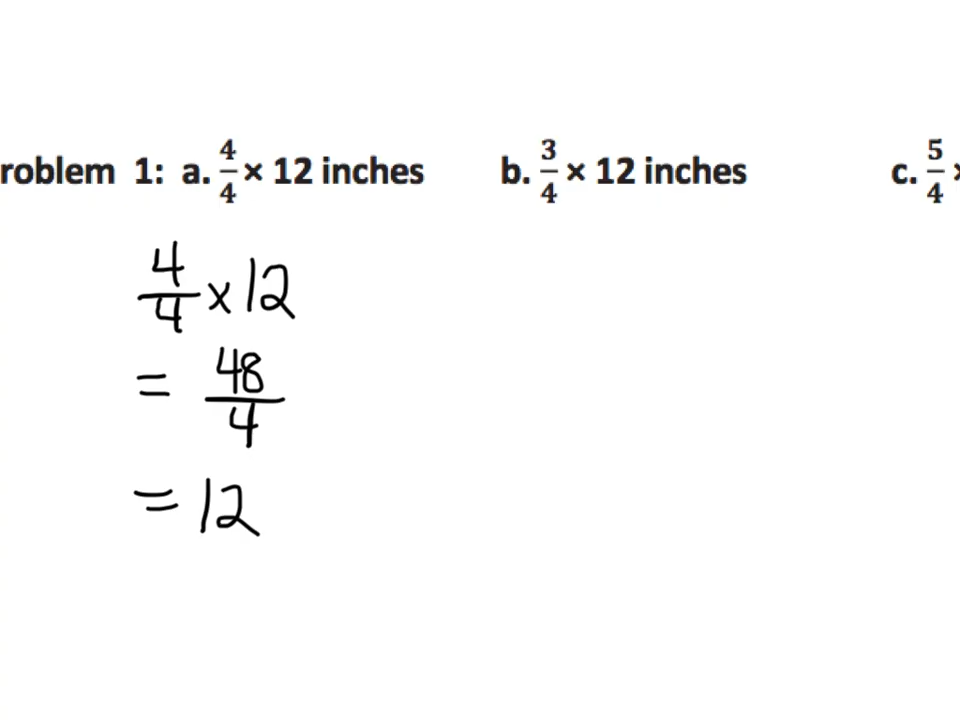 roblem 1: a. 4/4 × 12 inches b. 3/4 × 12 inches c. 5/4 ×
4/4 x 12
= 48/4
= 12